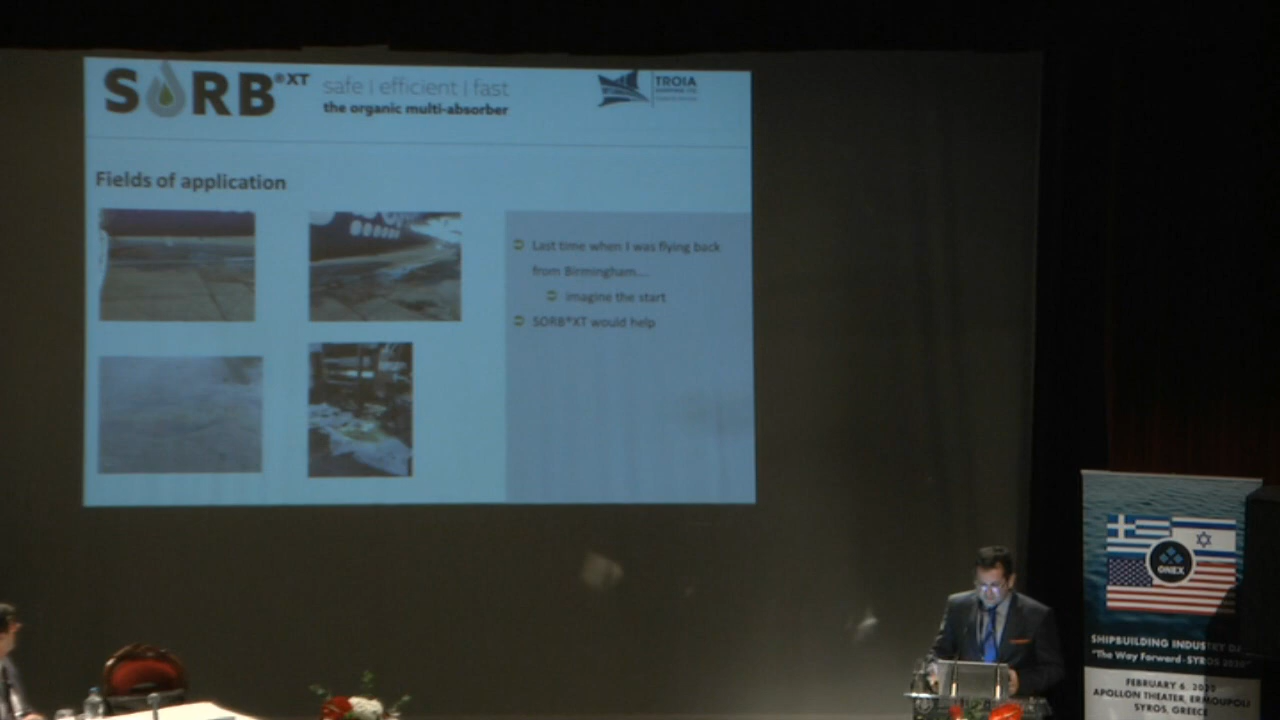 SORB®XT
safe | efficient | fast
the organic multi-absorber
TROIA
Fields of application
Last time when I was flying back
from Birmingham....
imagine the start
SORB®XT would help
ONEX
SHIPBUILDING INDUSTRY
"The Way Forward - SYROS 2020"
FEBRUARY 6, 2020
APOLLON THEATER, ERMOUPOLI
SYROS, GREECE